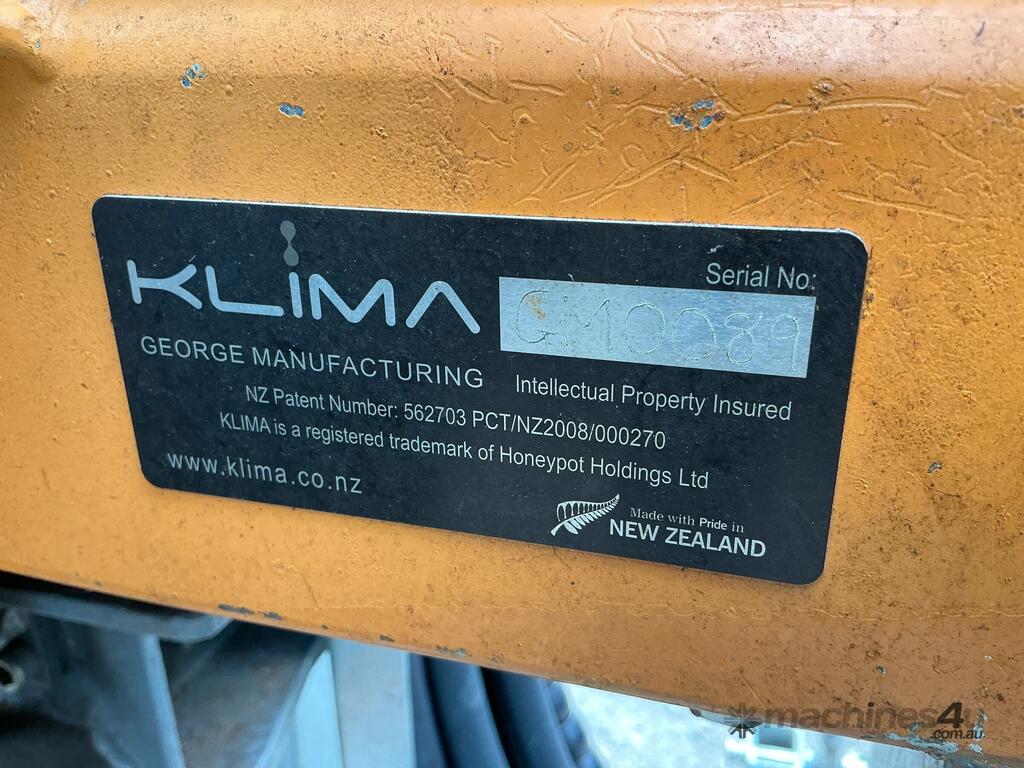 KLIMA
GEORGE MANUFACTURING
Serial No:
GM0089
Intellectual Property Insured
NZ Patent Number: 562703 PCT/NZ2008/000270
KLIMA is a registered trademark of Honeypot Holdings Ltd
www.klima.co.nz
Made with Pride in
NEW ZEALAND
machines4u
.com.au